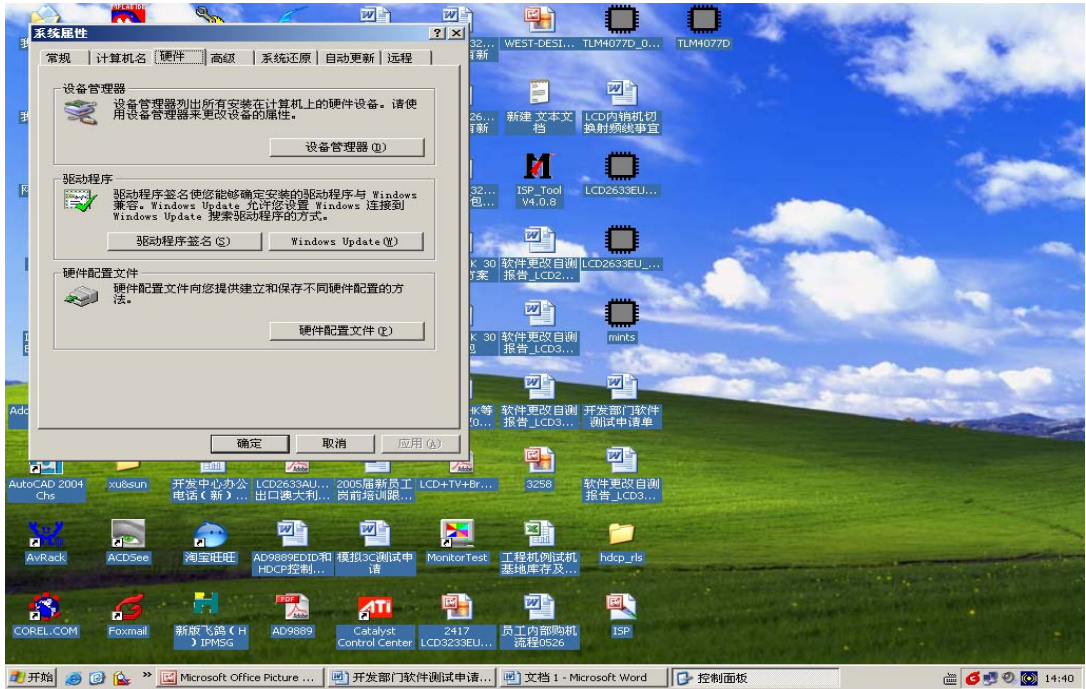 系统属性
常规
计算机名
硬件
高级
系统还原
自动更新
远程
设备管理器
设备管理器列出所有安装在计算机上的硬件设备。请使
用设备管理器来更改设备的属性。
设备管理器(D)
驱动程序
驱动程序签名使您能够确定安装的驱动程序与 Windows
兼容。Windows Update 允许您设置 Windows 连接到
Windows Update 搜索驱动程序的方式。
驱动程序签名(S)
Windows Update(W)
硬件配置文件
硬件配置文件向您提供建立和保存不同硬件配置的方
法。
硬件配置文件(P)
确定
取消
应用(A)
WEST-DESI...
TLM4077D_0...
TLM4077D
新建 文本文
档
LCD内销机切
换射频线事宜
ISP_Tool
V4.0.8
LCD2633EU...
软件更改自测
报告_LCD2...
LCD2633EU_...
软件更改自测
报告_LCD3...
mints
软件更改自测
报告_LCD3...
开发部门软件
测试申请单
AutoCAD 2004
Chs
xu&sun
开发中心办公
电话(新)...
LCD2633AU...
出口澳大利...
2005届新员工
岗前培训跟...
LCD+TV+Br...
3258
软件更改自测
报告_LCD3...
AvRack
ACDSee
淘宝旺旺
AD9889EDID和
HDCP控制...
模拟3C测试申
请
MonitorTest
工程机例试机
基地库存及...
hdcp_rls
COREL.COM
Foxmail
新版飞鸽(H
)IPMSG
AD9889
Catalyst
Control Center
2417
LCD3233EU...
员工内部购机
流程0526
ISP
开始
Microsoft Office Picture ...
开发部门软件测试申请...
文档 1 - Microsoft Word
控制面板
14:40